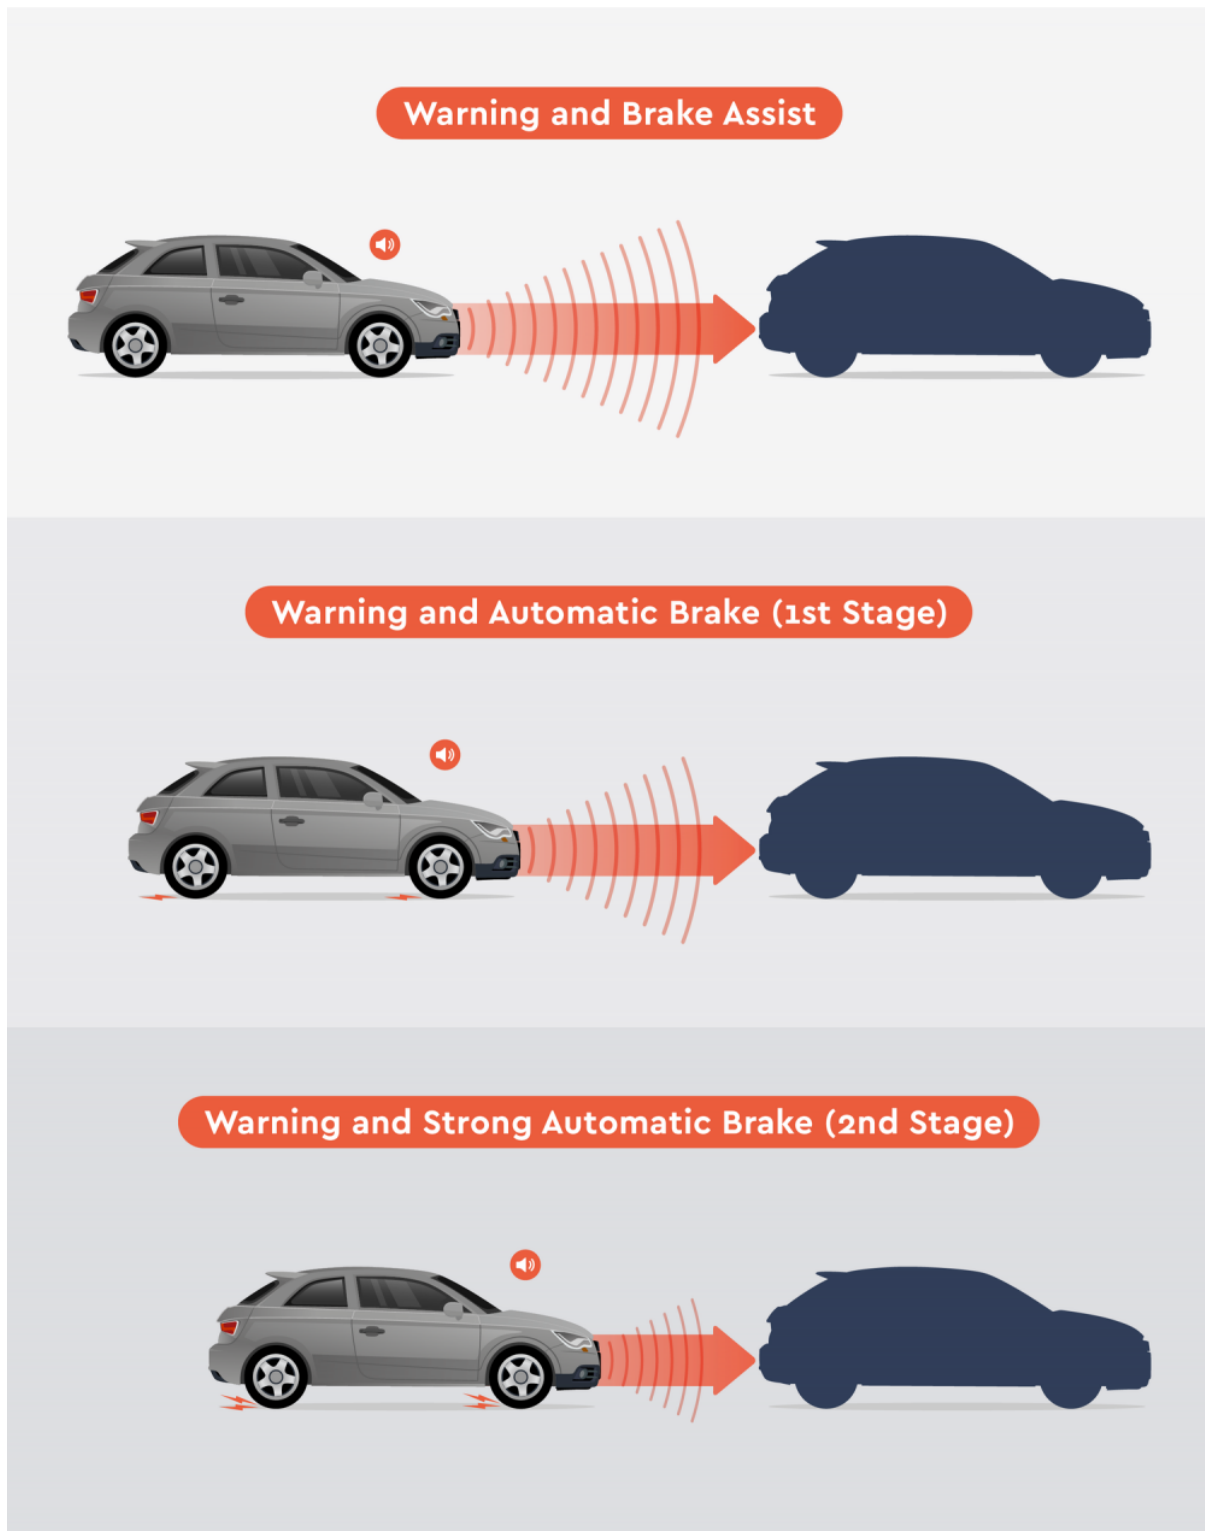 Warning and Brake Assist
Warning and Automatic Brake (1st Stage)
Warning and Strong Automatic Brake (2nd Stage)